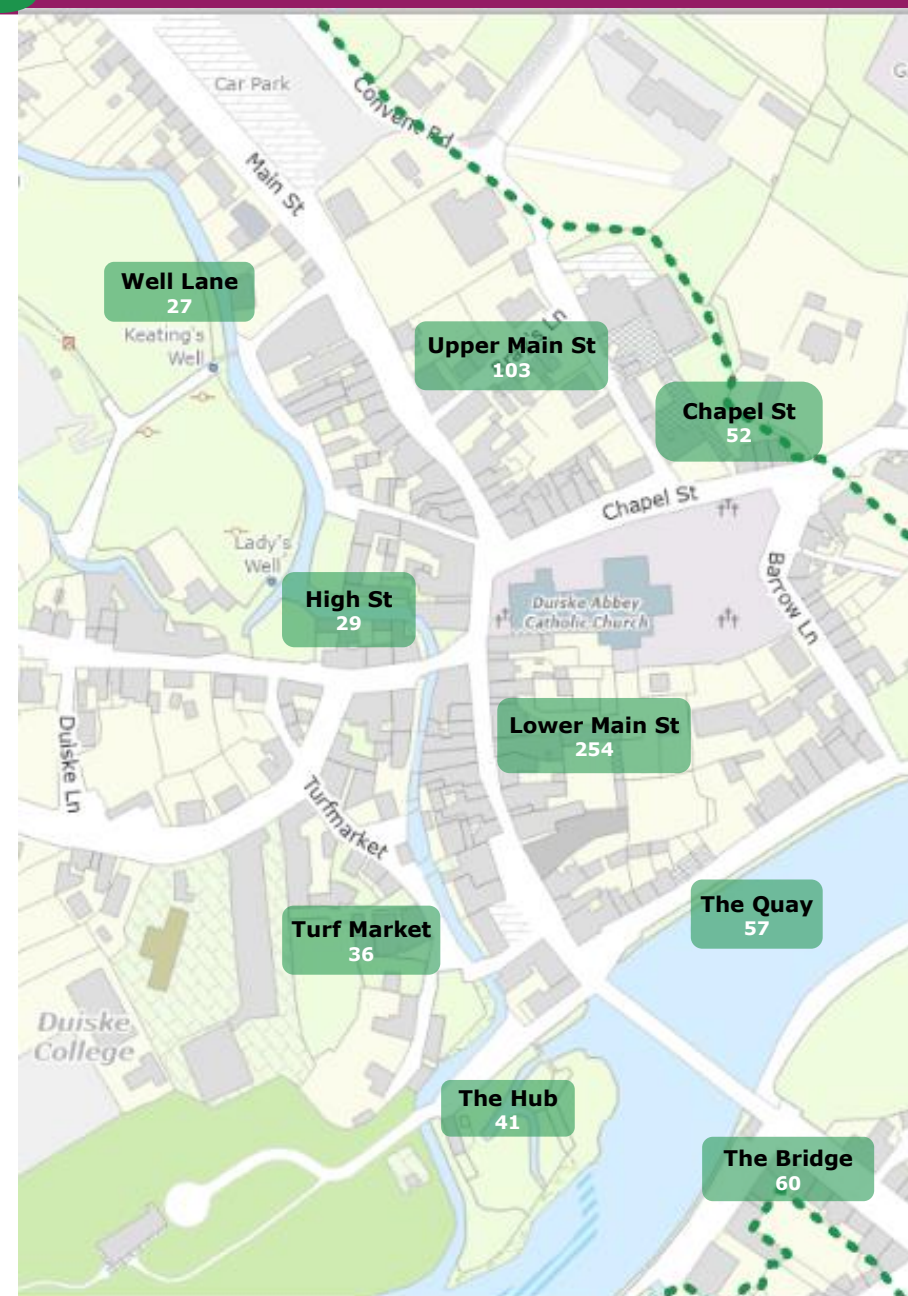 Car Park
Convent Rd
Main St
Well Lane
27
Keating's
Well
Upper Main St
103
Chapel St
52
Chapel St
Lady's
Well
High St
29
Duiske Abbey
Catholic Church
Barrow Ln
Lower Main St
254
Duiske Ln
Turfmarket
The Quay
57
Turf Market
36
Duiske
College
The Hub
41
The Bridge
60